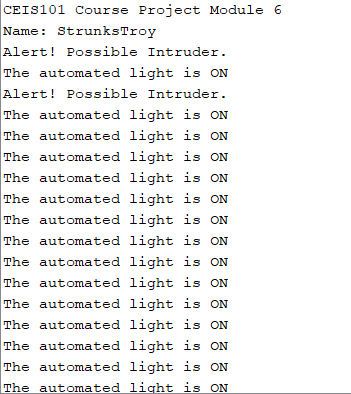 CEIS101 Course Project Module 6
Name: StrunksTroy
Alert! Possible Intruder.
The automated light is ON
Alert! Possible Intruder.
The automated light is ON
The automated light is ON
The automated light is ON
The automated light is ON
The automated light is ON
The automated light is ON
The automated light is ON
The automated light is ON
The automated light is ON
The automated light is ON
The automated light is ON
The automated light is ON
The automated light is ON
The automated light is ON